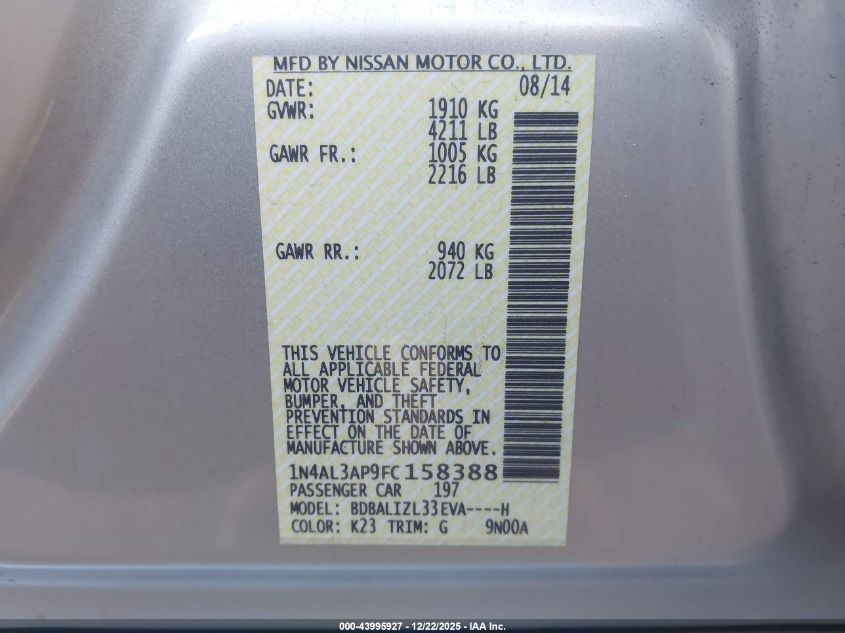 MFD BY NISSAN MOTOR CO., LTD.
DATE: 08/14
GVWR: 1910 KG
4211 LB
GAWR FR.: 1005 KG
2216 LB
GAWR RR.: 940 KG
2072 LB
THIS VEHICLE CONFORMS TO
ALL APPLICABLE FEDERAL
MOTOR VEHICLE SAFETY,
BUMPER, AND THEFT
PREVENTION STANDARDS IN
EFFECT ON THE DATE OF
MANUFACTURE SHOWN ABOVE.
1N4AL3AP9FC158388
PASSENGER CAR 197
MODEL: BDBALIZL33EVA----H
COLOR: K23 TRIM: G 9N00A
000-43995927 - 12/22/2025 - IAA Inc.